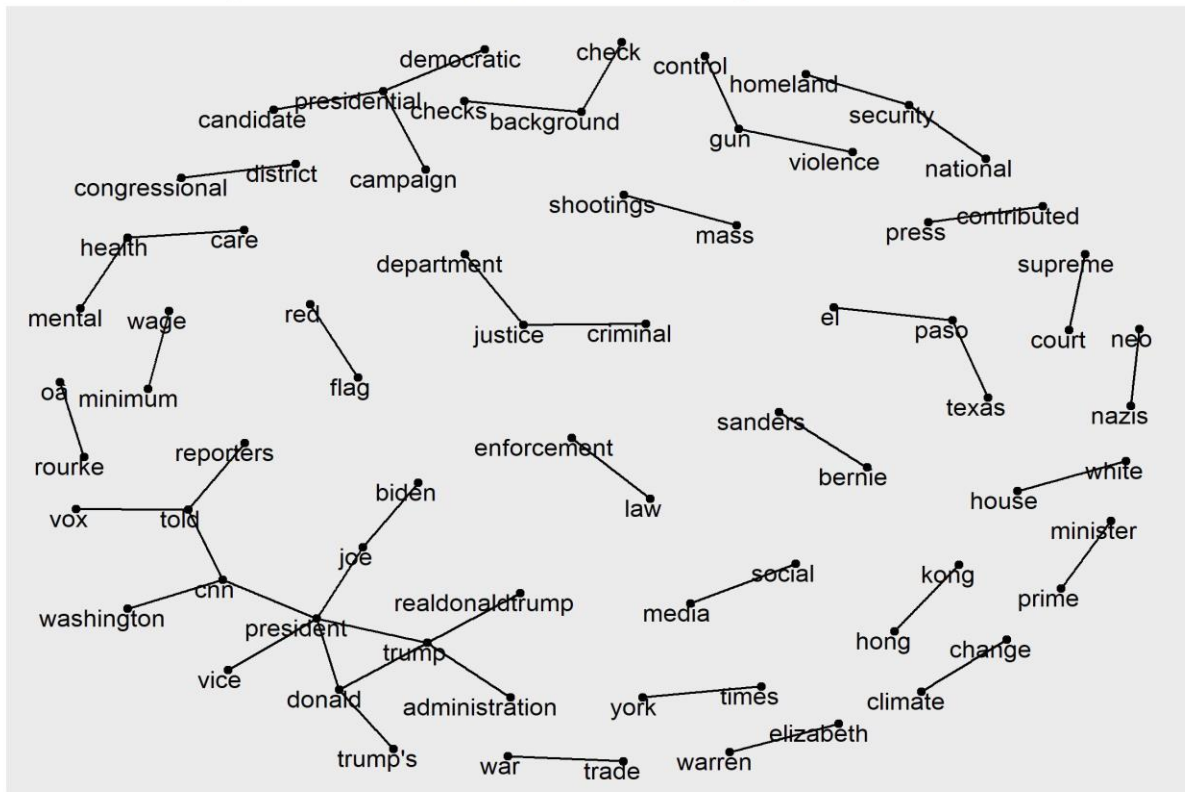 democratic
check
control
homeland
presidential
checks
candidate
background
security
gun
violence
national
district
congressional
campaign
shootings
mass
contributed
press
health
care
department
supreme
mental
wage
red
justice
criminal
el
paso
court
neo
oa
minimum
flag
texas
nazis
sanders
enforcement
reporters
rourke
biden
bernie
white
house
law
vox
told
minister
joe
social
kong
cnn
realdonaldtrump
media
prime
washington
president
hong
trump
change
vice
donald
administration
york
times
climate
elizabeth
trump's
war
trade
warren